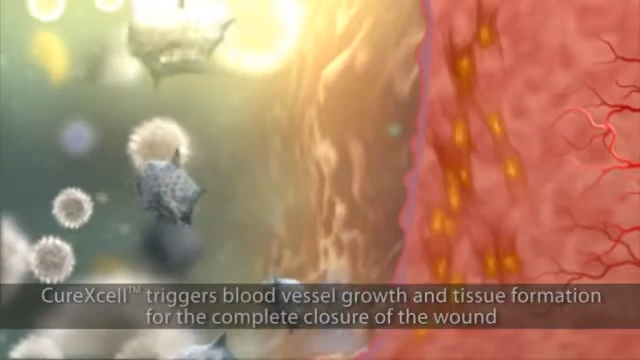 CureXcell™ triggers blood vessel growth and tissue formation
for the complete closure of the wound